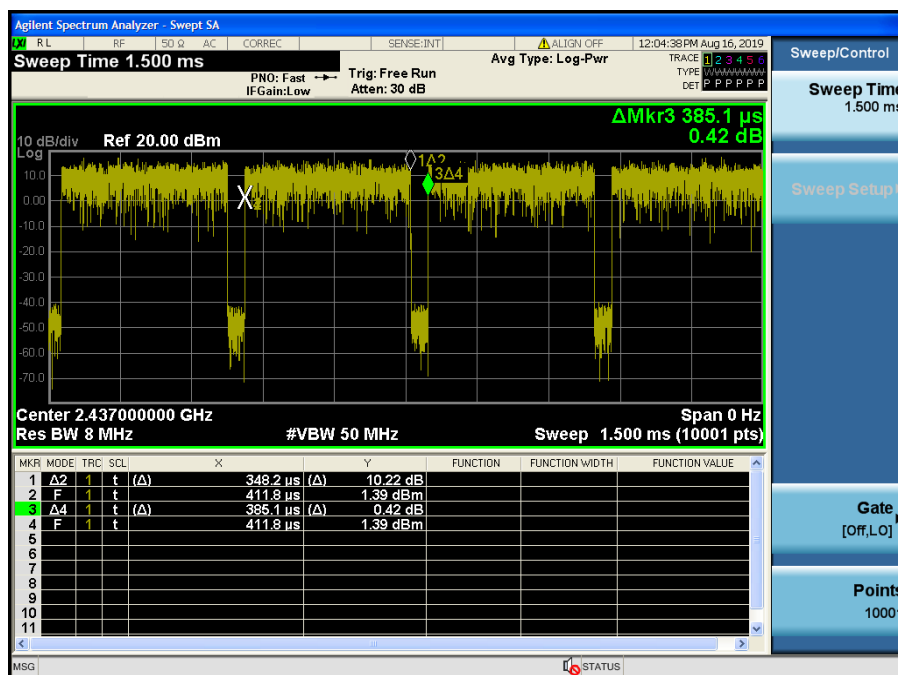 Agilent Spectrum Analyzer - Swept SA
LXI RL RF 50 Ω AC CORREC SENSE:INT ALIGN OFF 12:04:38 PM Aug 16, 2019
Sweep Time 1.500 ms
PNO: Fast
IFGain:Low
Trig: Free Run
Atten: 30 dB
Avg Type: Log-Pwr
TRACE 1 2 3 4 5 6
TYPE WWWWWW
DET P P P P P P
ΔMkr3 385.1 µs
0.42 dB
10 dB/div Ref 20.00 dBm
Log
1Δ2
3Δ4
10.0
0.00
-10.0
-20.0
-30.0
-40.0
-50.0
-60.0
-70.0
Center 2.437000000 GHz Span 0 Hz
Res BW 8 MHz #VBW 50 MHz Sweep 1.500 ms (10001 pts)
MKR MODE TRC SCL X Y FUNCTION FUNCTION WIDTH FUNCTION VALUE
1 Δ2 1 t (Δ) 348.2 µs (Δ) 10.22 dB
2 F 1 t 411.8 µs 1.39 dBm
3 Δ4 1 t (Δ) 385.1 µs (Δ) 0.42 dB
4 F 1 t 411.8 µs 1.39 dBm
5
6
7
8
9
10
11
MSG STATUS
Sweep/Control
Sweep Time
1.500 ms
Sweep Setup
Gate
[Off,LO]
Points
10001